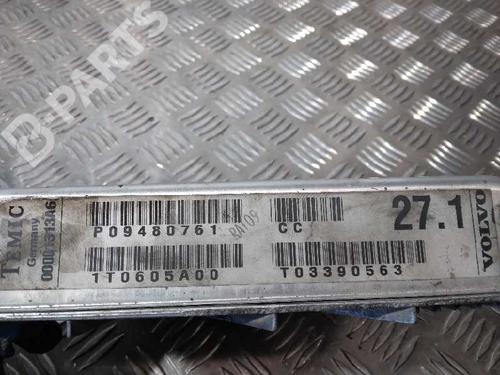 TEMIC
Germany
P09480761
CC
27.1
VOLVO
1T0605A00
T03390563
B-PARTS